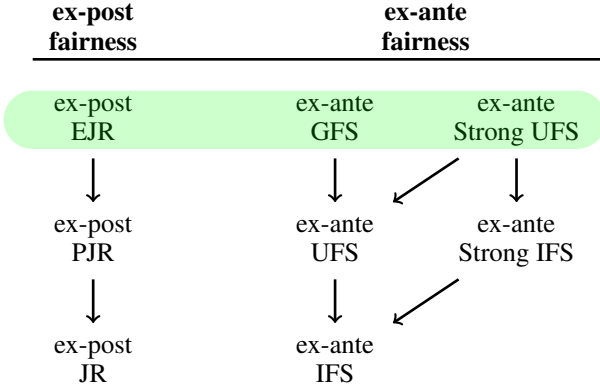 ex-post ex-ante
fairness fairness
ex-post ex-ante ex-ante
EJR GFS Strong UFS
ex-post ex-ante ex-ante
PJR UFS Strong IFS
ex-post ex-ante
JR IFS